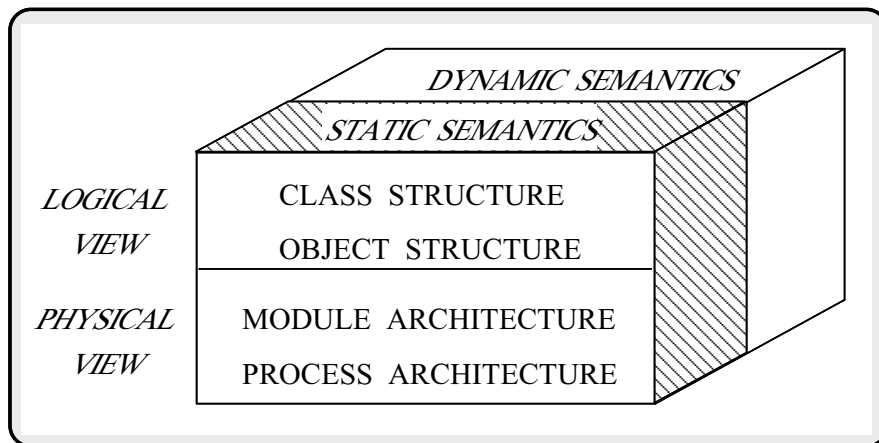 DYNAMIC SEMANTICS
STATIC SEMANTICS
LOGICAL
VIEW
CLASS STRUCTURE
OBJECT STRUCTURE
PHYSICAL
VIEW
MODULE ARCHITECTURE
PROCESS ARCHITECTURE